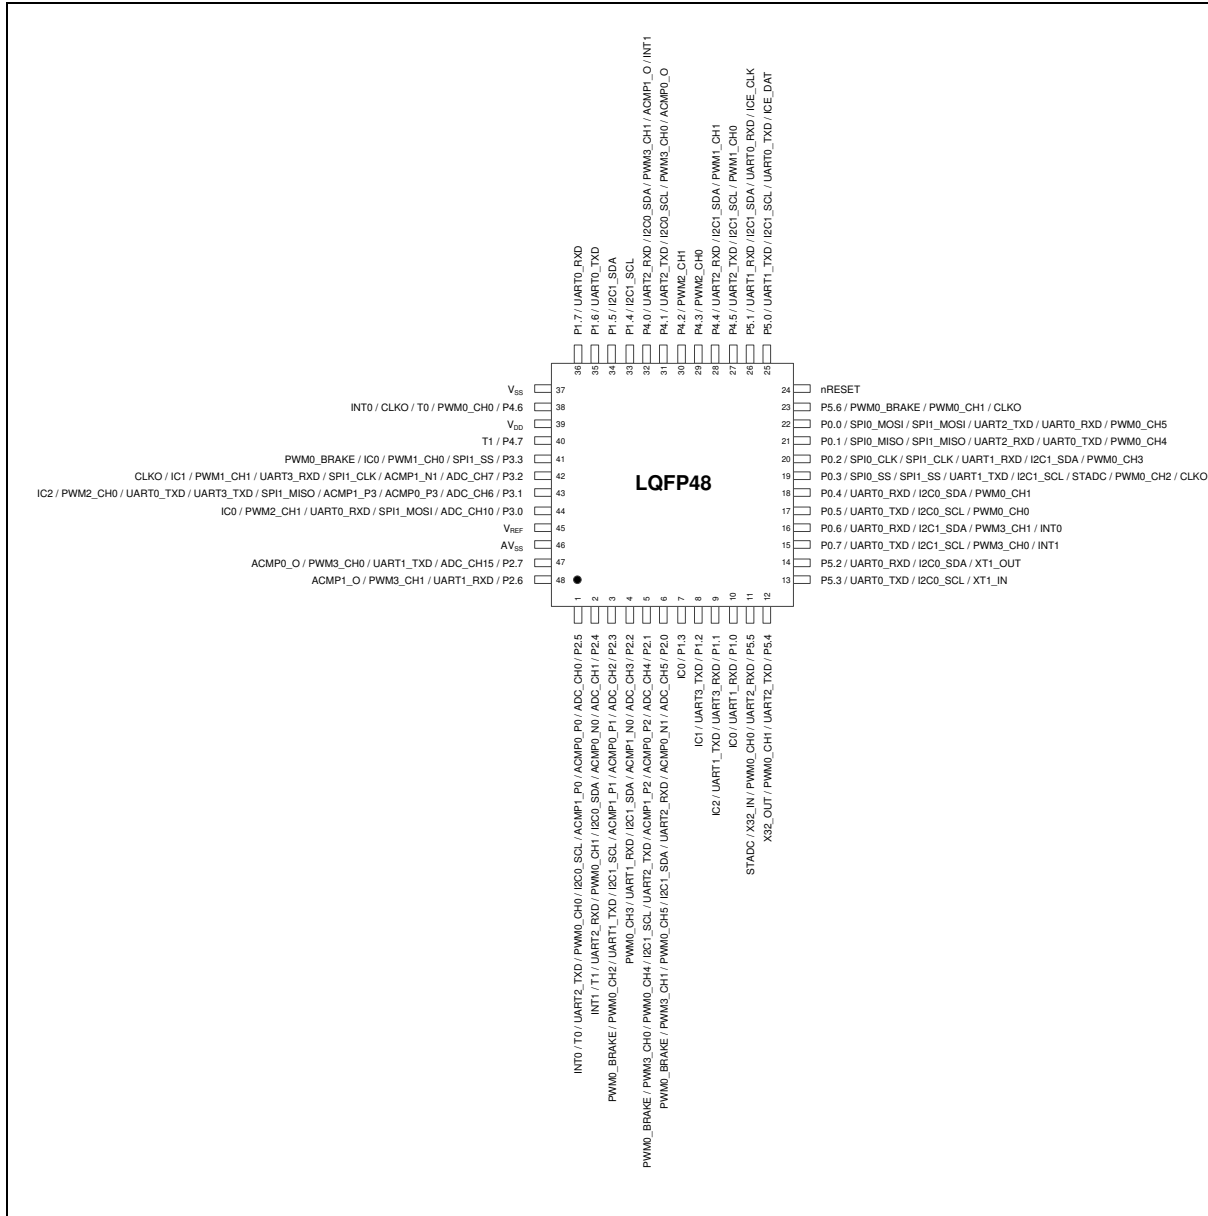 P1.7 / UART0_RXD
P1.6 / UART0_TXD
P1.5 / I2C1_SDA
P1.4 / I2C1_SCL
P4.0 / UART2_RXD / I2C0_SDA / PWM3_CH1 / ACMP1_O / INT1
P4.1 / UART2_TXD / I2C0_SCL / PWM3_CH0 / ACMP0_O
P4.2 / PWM2_CH1
P4.3 / PWM2_CH0
P4.4 / UART2_RXD / I2C1_SDA / PWM1_CH1
P4.5 / UART2_TXD / I2C1_SCL / PWM1_CH0
P5.1 / UART1_RXD / I2C1_SDA / UART0_RXD / ICE_CLK
P5.0 / UART1_TXD / I2C1_SCL / UART0_TXD / ICE_DAT
36
35
34
33
32
31
30
29
28
27
26
25
VSS 37
INT0 / CLKO / T0 / PWM0_CH0 / P4.6 38
VDD 39
T1 / P4.7 40
PWM0_BRAKE / IC0 / PWM1_CH0 / SPI1_SS / P3.3 41
CLKO / IC1 / PWM1_CH1 / UART3_RXD / SPI1_CLK / ACMP1_N1 / ADC_CH7 / P3.2 42
IC2 / PWM2_CH0 / UART0_TXD / UART3_TXD / SPI1_MISO / ACMP1_P3 / ACMP0_P3 / ADC_CH6 / P3.1 43
IC0 / PWM2_CH1 / UART0_RXD / SPI1_MOSI / ADC_CH10 / P3.0 44
VREF 45
AVSS 46
ACMP0_O / PWM3_CH0 / UART1_TXD / ADC_CH15 / P2.7 47
ACMP1_O / PWM3_CH1 / UART1_RXD / P2.6 48
LQFP48
24 nRESET
23 P5.6 / PWM0_BRAKE / PWM0_CH1 / CLKO
22 P0.0 / SPI0_MOSI / SPI1_MOSI / UART2_TXD / UART0_RXD / PWM0_CH5
21 P0.1 / SPI0_MISO / SPI1_MISO / UART2_RXD / UART0_TXD / PWM0_CH4
20 P0.2 / SPI0_CLK / SPI1_CLK / UART1_RXD / I2C1_SDA / PWM0_CH3
19 P0.3 / SPI0_SS / SPI1_SS / UART1_TXD / I2C1_SCL / STADC / PWM0_CH2 / CLKO
18 P0.4 / UART0_RXD / I2C0_SDA / PWM0_CH1
17 P0.5 / UART0_TXD / I2C0_SCL / PWM0_CH0
16 P0.6 / UART0_RXD / I2C1_SDA / PWM3_CH1 / INT0
15 P0.7 / UART0_TXD / I2C1_SCL / PWM3_CH0 / INT1
14 P5.2 / UART0_RXD / I2C0_SDA / XT1_OUT
13 P5.3 / UART0_TXD / I2C0_SCL / XT1_IN
1
2
3
4
5
6
7
8
9
10
11
12
INT0 / T0 / UART2_TXD / PWM0_CH0 / I2C0_SCL / ACMP1_P0 / ACMP0_P0 / ADC_CH0 / P2.5
INT1 / T1 / UART2_RXD / PWM0_CH1 / I2C0_SDA / ACMP0_N0 / ADC_CH1 / P2.4
PWM0_BRAKE / PWM0_CH2 / UART1_TXD / I2C1_SCL / ACMP1_P1 / ACMP0_P1 / ADC_CH2 / P2.3
PWM0_CH3 / UART1_RXD / I2C1_SDA / ACMP1_N0 / ADC_CH3 / P2.2
PWM0_BRAKE / PWM3_CH0 / PWM0_CH4 / I2C1_SCL / UART2_TXD / ACMP1_P2 / ACMP0_P2 / ADC_CH4 / P2.1
PWM0_BRAKE / PWM3_CH1 / PWM0_CH5 / I2C1_SDA / UART2_RXD / ACMP0_N1 / ADC_CH5 / P2.0
IC0 / P1.3
IC1 / UART3_TXD / P1.2
IC2 / UART1_TXD / UART3_RXD / P1.1
IC0 / UART1_RXD / P1.0
STADC / X32_IN / PWM0_CH0 / UART2_RXD / P5.5
X32_OUT / PWM0_CH1 / UART2_TXD / P5.4